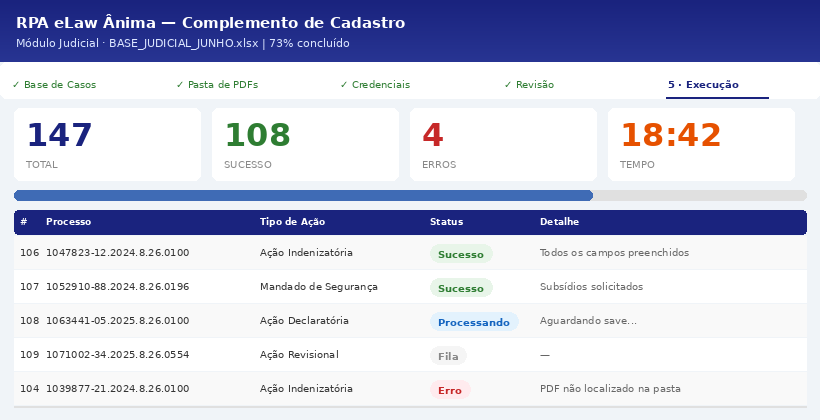 RPA eLaw Ânima — Complemento de Cadastro
Módulo Judicial · BASE_JUDICIAL_JUNHO.xlsx | 73% concluído
✓ Base de Casos ✓ Pasta de PDFs ✓ Credenciais ✓ Revisão 5 · Execução
147 108 4 18:42
TOTAL SUCESSO ERROS TEMPO
# Processo Tipo de Ação Status Detalhe
106 1047823-12.2024.8.26.0100 Ação Indenizatória Sucesso Todos os campos preenchidos
107 1052910-88.2024.8.26.0196 Mandado de Segurança Sucesso Subsídios solicitados
108 1063441-05.2025.8.26.0100 Ação Declaratória Processando Aguardando save...
109 1071002-34.2025.8.26.0554 Ação Revisional Fila —
104 1039877-21.2024.8.26.0100 Ação Indenizatória Erro PDF não localizado na pasta